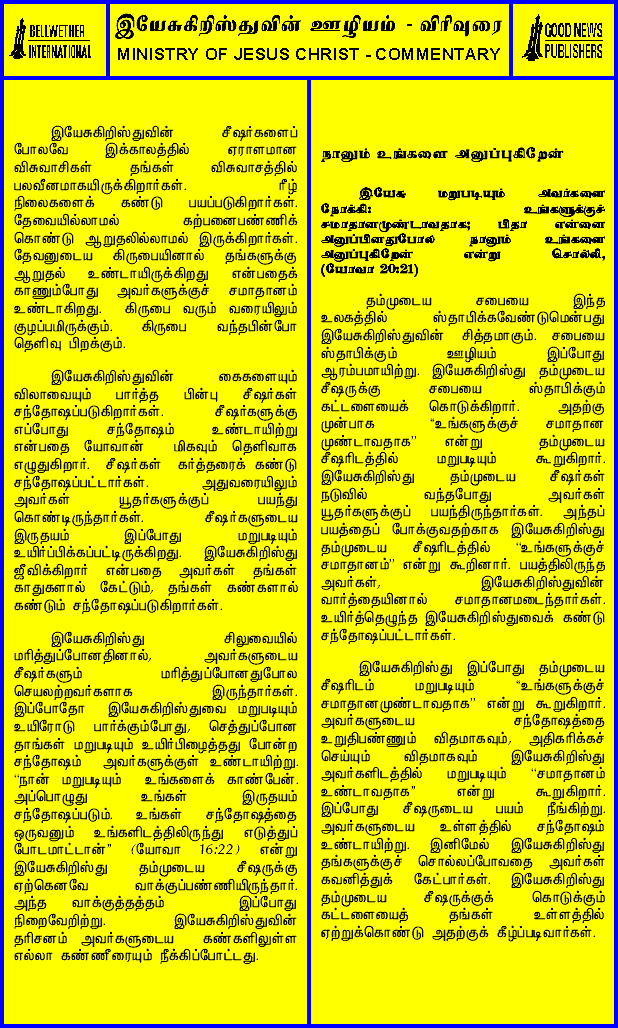 BELLWETHER
INTERNATIONAL
இயேசுகிறிஸ்துவின் ஊழியம் - விரிவுரை
MINISTRY OF JESUS CHRIST - COMMENTARY
GOOD NEWS
PUBLISHERS
இயேசுகிறிஸ்துவின் சீஷர்களைப்
போலவே இக்காலத்தில் ஏராளமான
விசுவாசிகள் தங்கள் விசுவாசத்தில்
பலவீனமாகயிருக்கிறார்கள். சூழ்
நிலைகளைக் கண்டு பயப்படுகிறார்கள்.
தேவையில்லாமல் கற்பனைபண்ணிக்
கொண்டு ஆறுதலில்லாமல் இருக்கிறார்கள்.
தேவனுடைய கிருபையினால் தங்களுக்கு
ஆறுதல் உண்டாயிருக்கிறது என்பதைக்
காணும்போது அவர்களுக்குச் சமாதானம்
உண்டாகிறது. கிருபை வரும் வரையிலும்
குழப்பமிருக்கும். கிருபை வந்தபின்போ
தெளிவு பிறக்கும்.
இயேசுகிறிஸ்துவின் கைகளையும்
விலாவையும் பார்த்த பின்பு சீஷர்கள்
சந்தோஷப்படுகிறார்கள். சீஷர்களுக்கு
எப்போது சந்தோஷம் உண்டாயிற்று
என்பதை யோவான் மிகவும் தெளிவாக
எழுதுகிறார். சீஷர்கள் கர்த்தரைக் கண்டு
சந்தோஷப்பட்டார்கள். அதுவரையிலும்
அவர்கள் யூதர்களுக்குப் பயந்து
கொண்டிருந்தார்கள். சீஷர்களுடைய
இருதயம் இப்போது மறுபடியும்
உயிர்ப்பிக்கப்பட்டிருக்கிறது. இயேசுகிறிஸ்து
ஜீவிக்கிறார் என்பதை அவர்கள் தங்கள்
காதுகளால் கேட்டும், தங்கள் கண்களால்
கண்டும் சந்தோஷப்படுகிறார்கள்.
இயேசுகிறிஸ்து சிலுவையில்
மரித்துப்போனதினால், அவர்களுடைய
சீஷர்களும் மரித்துப்போனதுபோல
செயலற்றவர்களாக இருந்தார்கள்.
இப்போதோ இயேசுகிறிஸ்துவை மறுபடியும்
உயிரோடு பார்க்கும்போது, செத்துப்போன
தாங்கள் மறுபடியும் உயிர்பிழைத்தது போன்ற
சந்தோஷம் அவர்களுக்குள் உண்டாயிற்று.
“நான் மறுபடியும் உங்களைக் காண்பேன்.
அப்பொழுது உங்கள் இருதயம்
சந்தோஷப்படும். உங்கள் சந்தோஷத்தை
ஒருவனும் உங்களிடத்திலிருந்து எடுத்துப்
போடமாட்டான்” (யோவா 16:22) என்று
இயேசுகிறிஸ்து தம்முடைய சீஷருக்கு
ஏற்கெனவே வாக்குப்பண்ணியிருந்தார்.
அந்த வாக்குத்தத்தம் இப்போது
நிறைவேறிற்று. இயேசுகிறிஸ்துவின்
தரிசனம் அவர்களுடைய கண்களிலுள்ள
எல்லா கண்ணீரையும் நீக்கிப்போட்டது.
நானும் உங்களை அனுப்புகிறேன்
இயேசு மறுபடியும் அவர்களை
நோக்கி: உங்களுக்குச்
சமாதானமுண்டாவதாக; பிதா என்னை
அனுப்பினதுபோல நானும் உங்களை
அனுப்புகிறேன் என்று சொல்லி,
(யோவா 20:21)
தம்முடைய சபையை இந்த
உலகத்தில் ஸ்தாபிக்கவேண்டுமென்பது
இயேசுகிறிஸ்துவின் சித்தமாகும். சபையை
ஸ்தாபிக்கும் ஊழியம் இப்போது
ஆரம்பமாயிற்று. இயேசுகிறிஸ்து தம்முடைய
சீஷருக்கு சபையை ஸ்தாபிக்கும்
கட்டளையைக் கொடுக்கிறார். அதற்கு
முன்பாக “உங்களுக்குச் சமாதான
முண்டாவதாக” என்று தம்முடைய
சீஷரிடத்தில் மறுபடியும் கூறுகிறார்.
இயேசுகிறிஸ்து தம்முடைய சீஷர்கள்
நடுவில் வந்தபோது அவர்கள்
யூதர்களுக்குப் பயந்திருந்தார்கள். அந்தப்
பயத்தைப் போக்குவதற்காக இயேசுகிறிஸ்து
தம்முடைய சீஷரிடத்தில் “உங்களுக்குச்
சமாதானம்” என்று கூறினார். பயத்திலிருந்த
அவர்கள், இயேசுகிறிஸ்துவின்
வார்த்தையினால் சமாதானமடைந்தார்கள்.
உயிர்த்தெழுந்த இயேசுகிறிஸ்துவைக் கண்டு
சந்தோஷப்பட்டார்கள்.
இயேசுகிறிஸ்து இப்போது தம்முடைய
சீஷரிடம் மறுபடியும் “உங்களுக்குச்
சமாதானமுண்டாவதாக” என்று கூறுகிறார்.
அவர்களுடைய சந்தோஷத்தை
உறுதிபண்ணும் விதமாகவும், அதிகரிக்கச்
செய்யும் விதமாகவும் இயேசுகிறிஸ்து
அவர்களிடத்தில் மறுபடியும் “சமாதானம்
உண்டாவதாக” என்று கூறுகிறார்.
இப்போது சீஷருடைய பயம் நீங்கிற்று.
அவர்களுடைய உள்ளத்தில் சந்தோஷம்
உண்டாயிற்று. இனிமேல் இயேசுகிறிஸ்து
தங்களுக்குச் சொல்லப்போவதை அவர்கள்
கவனித்துக் கேட்பார்கள். இயேசுகிறிஸ்து
தம்முடைய சீஷருக்குக் கொடுக்கும்
கட்டளையைத் தங்கள் உள்ளத்தில்
ஏற்றுக்கொண்டு அதற்குக் கீழ்ப்படிவார்கள்.